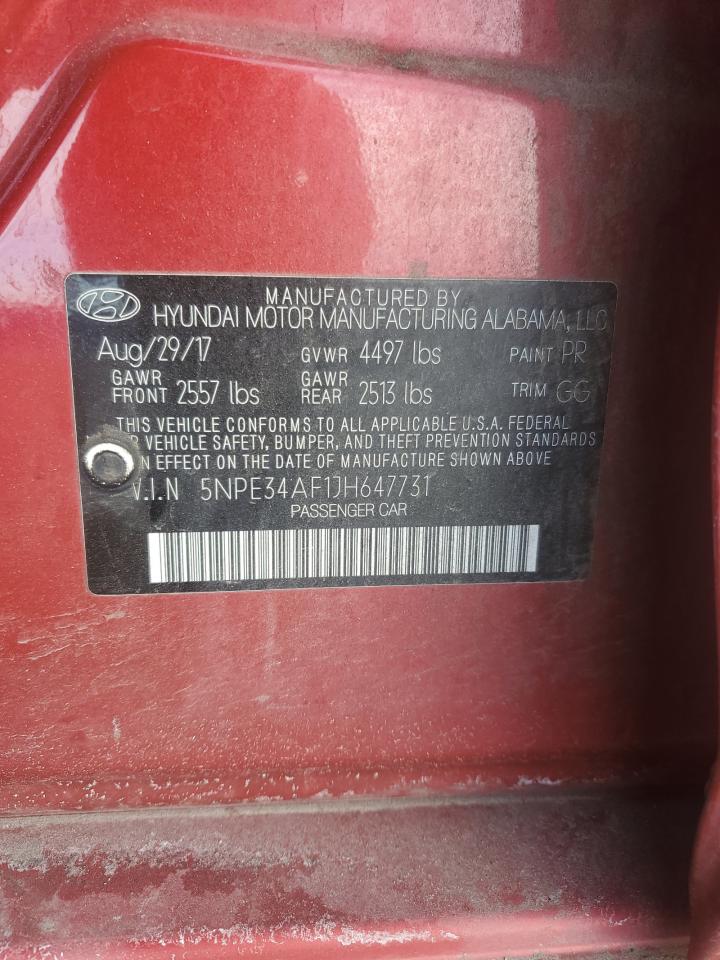 MANUFACTURED BY
HYUNDAI MOTOR MANUFACTURING ALABAMA, LLC
Aug/29/17 GVWR 4497 lbs PAINT PR
GAWR FRONT 2557 lbs GAWR REAR 2513 lbs TRIM GG
THIS VEHICLE CONFORMS TO ALL APPLICABLE U.S.A. FEDERAL
VEHICLE SAFETY, BUMPER, AND THEFT PREVENTION STANDARDS
N EFFECT ON THE DATE OF MANUFACTURE SHOWN ABOVE.
V.I.N 5NPE34AF1JH647731
PASSENGER CAR